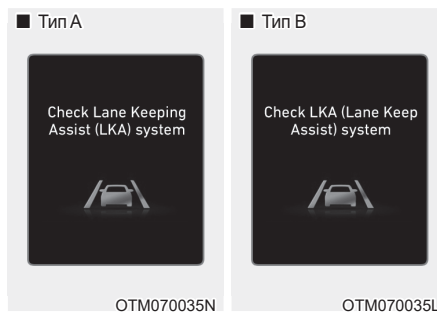 ■ Тип A
Check Lane Keeping
Assist (LKA) system
OTM070035N
■ Тип B
Check LKA (Lane Keep
Assist) system
OTM070035L